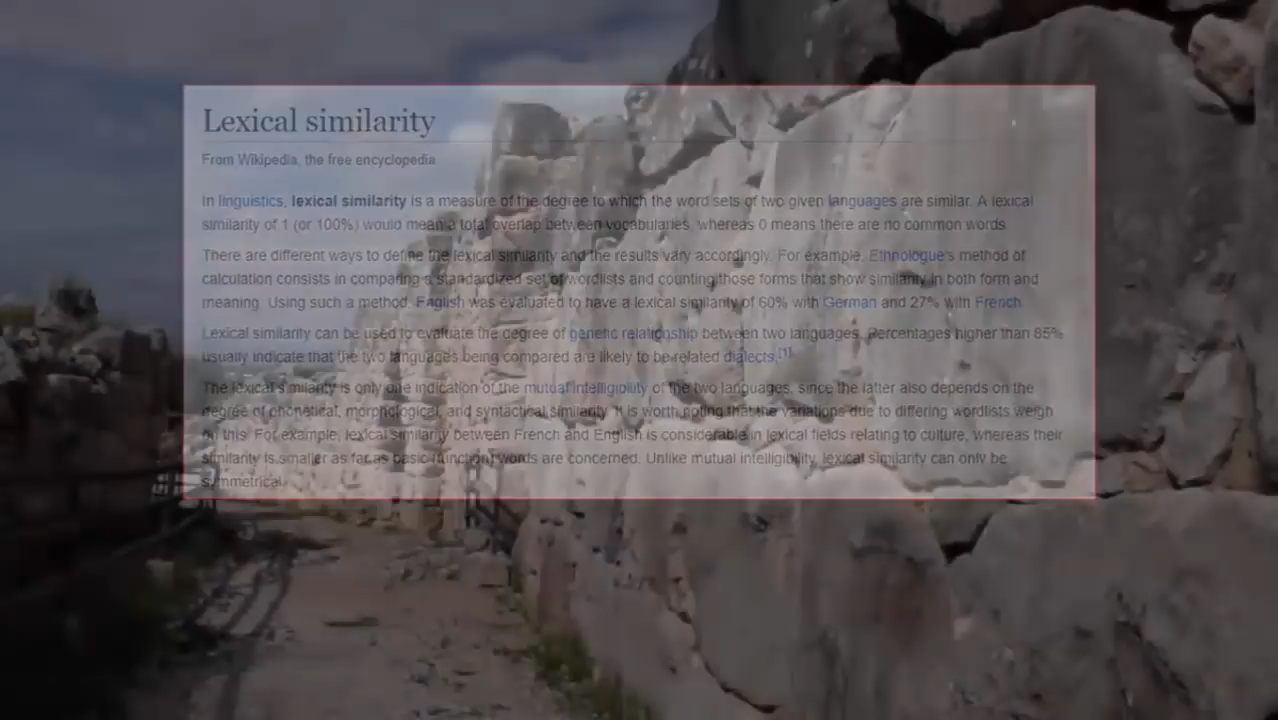 Lexical similarity
From Wikipedia, the free encyclopedia
In linguistics, lexical similarity is a measure of the degree to which the word sets of two given languages are similar. A lexical
similarity of 1 (or 100%) would mean a total overlap between vocabularies, whereas 0 means there are no common words.
There are different ways to define the lexical similarity and the results vary accordingly. For example, Ethnologue's method of
calculation consists in comparing a standardized set of wordlists and counting those forms that show similarity in both form and
meaning. Using such a method, English was evaluated to have a lexical similarity of 60% with German and 27% with French.
Lexical similarity can be used to evaluate the degree of genetic relationship between two languages. Percentages higher than 85%
usually indicate that the two languages being compared are likely to be related dialects.[1]
The lexical similarity is only one indication of the mutual intelligibility of the two languages, since the latter also depends on the
degree of phonetical, morphological, and syntactical similarity. It is worth noting that the variations due to differing wordlists weigh
on this. For example, lexical similarity between French and English is considerable in lexical fields relating to culture, whereas their
similarity is smaller as far as basic (function) words are concerned. Unlike mutual intelligibility, lexical similarity can only be
symmetrical.